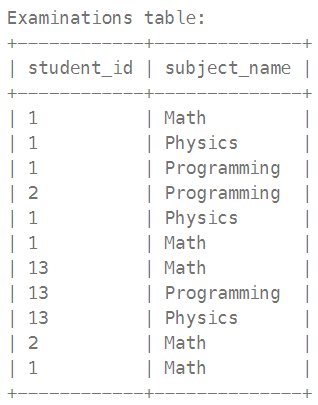 Examinations table:
+------------+--------------+
| student_id | subject_name |
+------------+--------------+
| 1          | Math         |
| 1          | Physics      |
| 1          | Programming  |
| 2          | Programming  |
| 1          | Physics      |
| 1          | Math         |
| 13         | Math         |
| 13         | Programming  |
| 13         | Physics      |
| 2          | Math         |
| 1          | Math         |
+------------+--------------+